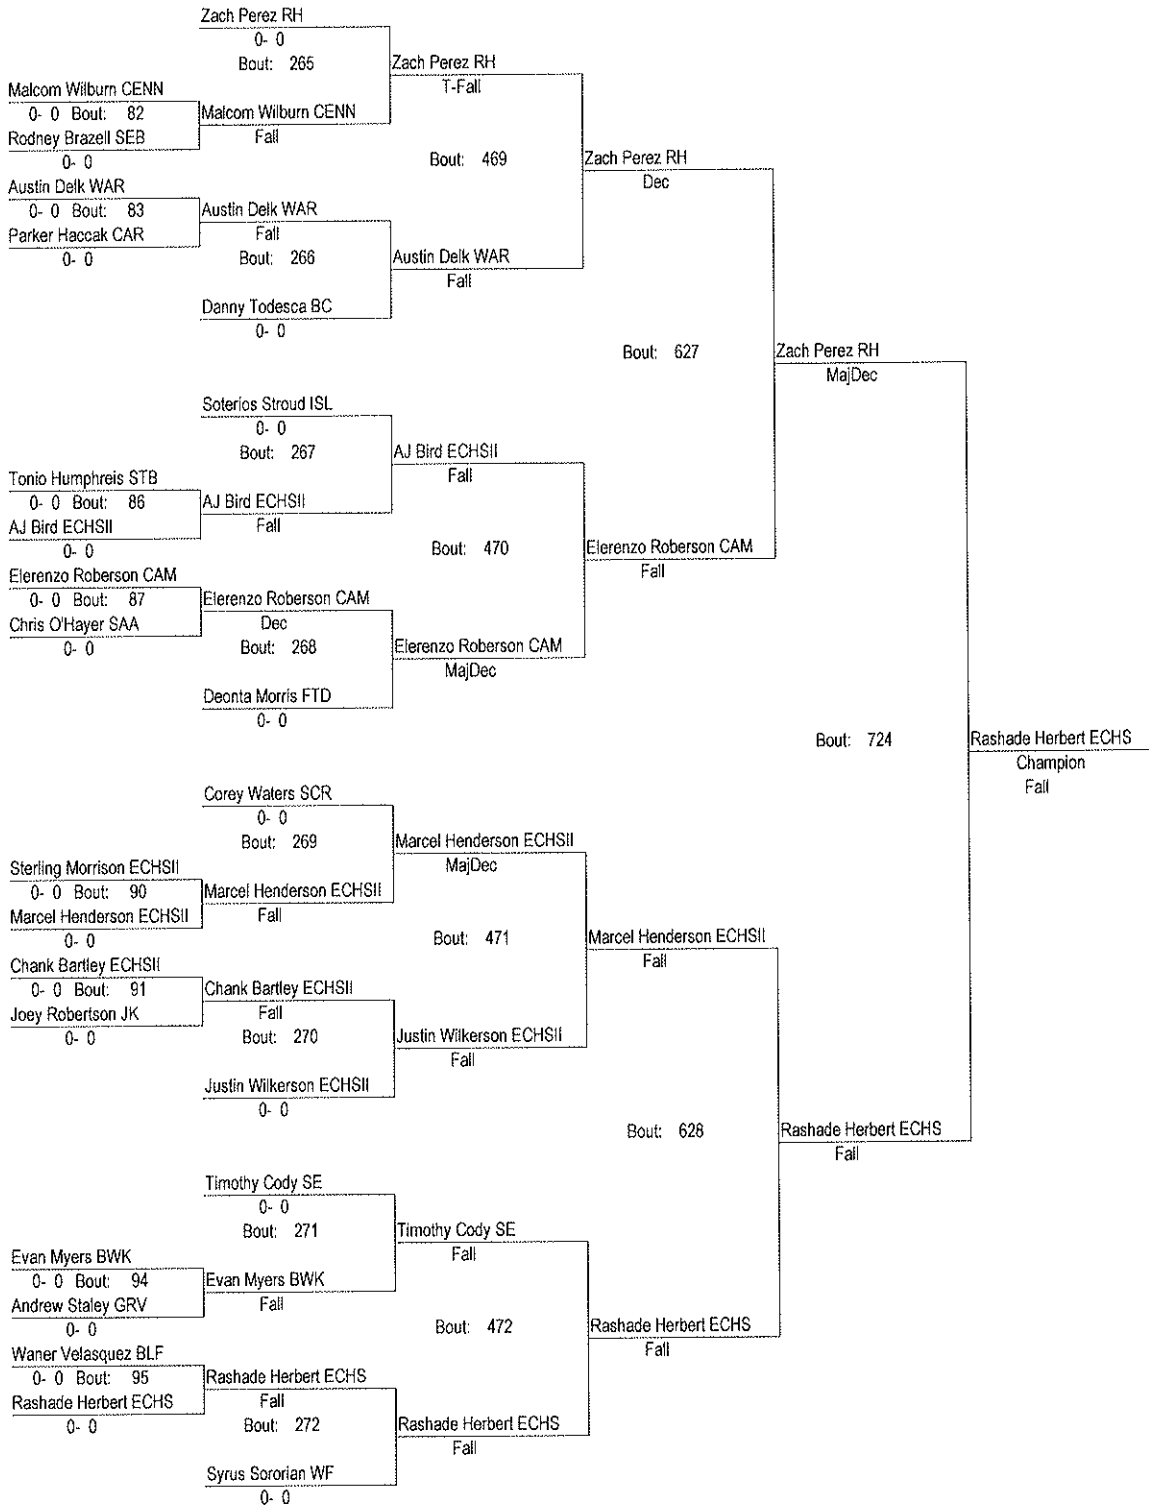 Zach Perez RH
0- 0
Bout: 265
Zach Perez RH
T-Fall
Malcom Wilburn CENN
0- 0 Bout: 82
Malcom Wilburn CENN
Rodney Brazell SEB
Fall
0- 0
Bout: 469
Zach Perez RH
Dec
Austin Delk WAR
0- 0 Bout: 83
Austin Delk WAR
Parker Haccak CAR
Fall
0- 0
Bout: 266
Austin Delk WAR
Fall
Danny Todesca BC
0- 0
Bout: 627
Zach Perez RH
MajDec
Soterios Stroud ISL
0- 0
Bout: 267
AJ Bird ECHSII
Fall
Tonio Humphreis STB
0- 0 Bout: 86
AJ Bird ECHSII
AJ Bird ECHSII
Fall
0- 0
Bout: 470
Elerenzo Roberson CAM
Fall
Elerenzo Roberson CAM
0- 0 Bout: 87
Elerenzo Roberson CAM
Chris O'Hayer SAA
Dec
0- 0
Bout: 268
Elerenzo Roberson CAM
MajDec
Deonta Morris FTD
0- 0
Bout: 724
Rashade Herbert ECHS
Champion
Fall
Corey Waters SCR
0- 0
Bout: 269
Marcel Henderson ECHSII
MajDec
Sterling Morrison ECHSII
0- 0 Bout: 90
Marcel Henderson ECHSII
Marcel Henderson ECHSII
Fall
0- 0
Bout: 471
Marcel Henderson ECHSII
Fall
Chank Bartley ECHSII
0- 0 Bout: 91
Chank Bartley ECHSII
Joey Robertson JK
Fall
0- 0
Bout: 270
Justin Wilkerson ECHSII
Fall
Justin Wilkerson ECHSII
0- 0
Bout: 628
Rashade Herbert ECHS
Fall
Timothy Cody SE
0- 0
Bout: 271
Timothy Cody SE
Fall
Evan Myers BWK
0- 0 Bout: 94
Evan Myers BWK
Andrew Staley GRV
Fall
0- 0
Bout: 472
Rashade Herbert ECHS
Fall
Waner Velasquez BLF
0- 0 Bout: 95
Rashade Herbert ECHS
Rashade Herbert ECHS
Fall
0- 0
Bout: 272
Rashade Herbert ECHS
Fall
Syrus Sororian WF
0- 0